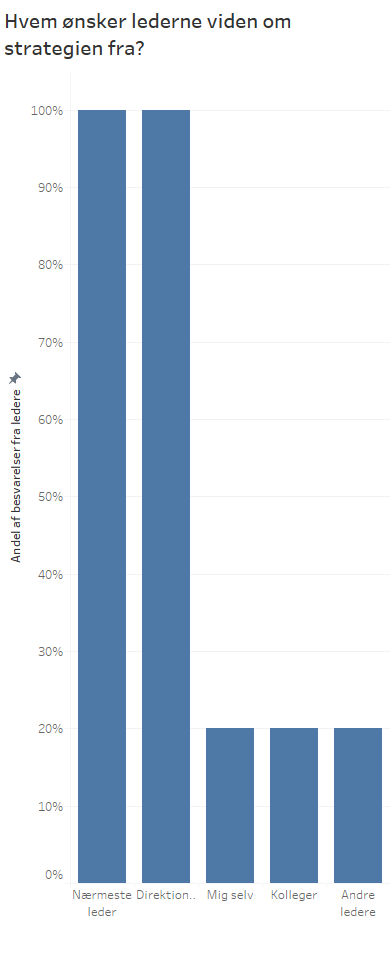 Hvem ønsker lederne viden om
strategien fra?
100%
90%
80%
70%
60%
50%
40%
30%
20%
10%
0%
Andel af besvarelser fra ledere
Nærmeste
leder
Direktion..
Mig selv
Kolleger
Andre
ledere